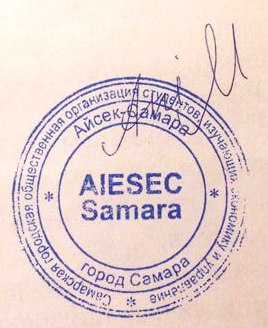 Самарская городская общественная организация студентов, изучающих экономику и управление
Айсек-Самара
AIESEC
Samara
город Самара